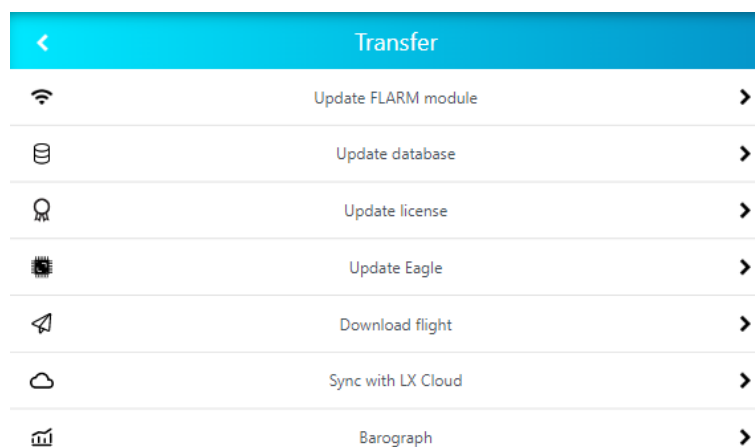 Transfer
Update FLARM module
Update database
Update license
Update Eagle
Download flight
Sync with LX Cloud
Barograph